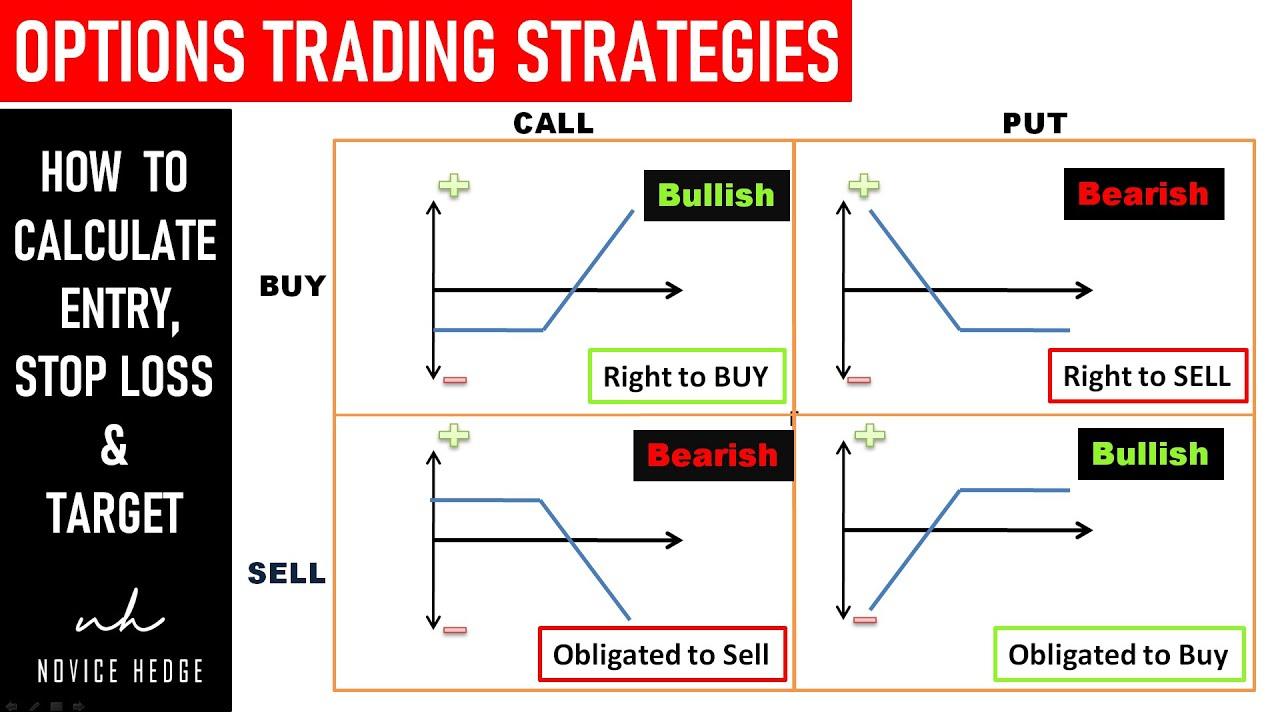 OPTIONS TRADING STRATEGIES
HOW TO
CALCULATE
ENTRY,
STOP LOSS
&
TARGET
nh
NOVICE HEDGE
CALL
PUT
BUY
+
Bullish
-
Right to BUY
+
Bearish
-
Right to SELL
SELL
+
Bearish
-
Obligated to Sell
+
Bullish
-
Obligated to Buy